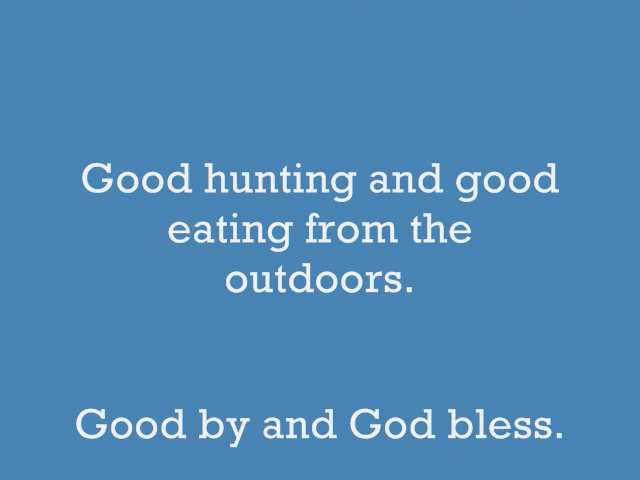 Good hunting and good
eating from the
outdoors.
Good by and God bless.